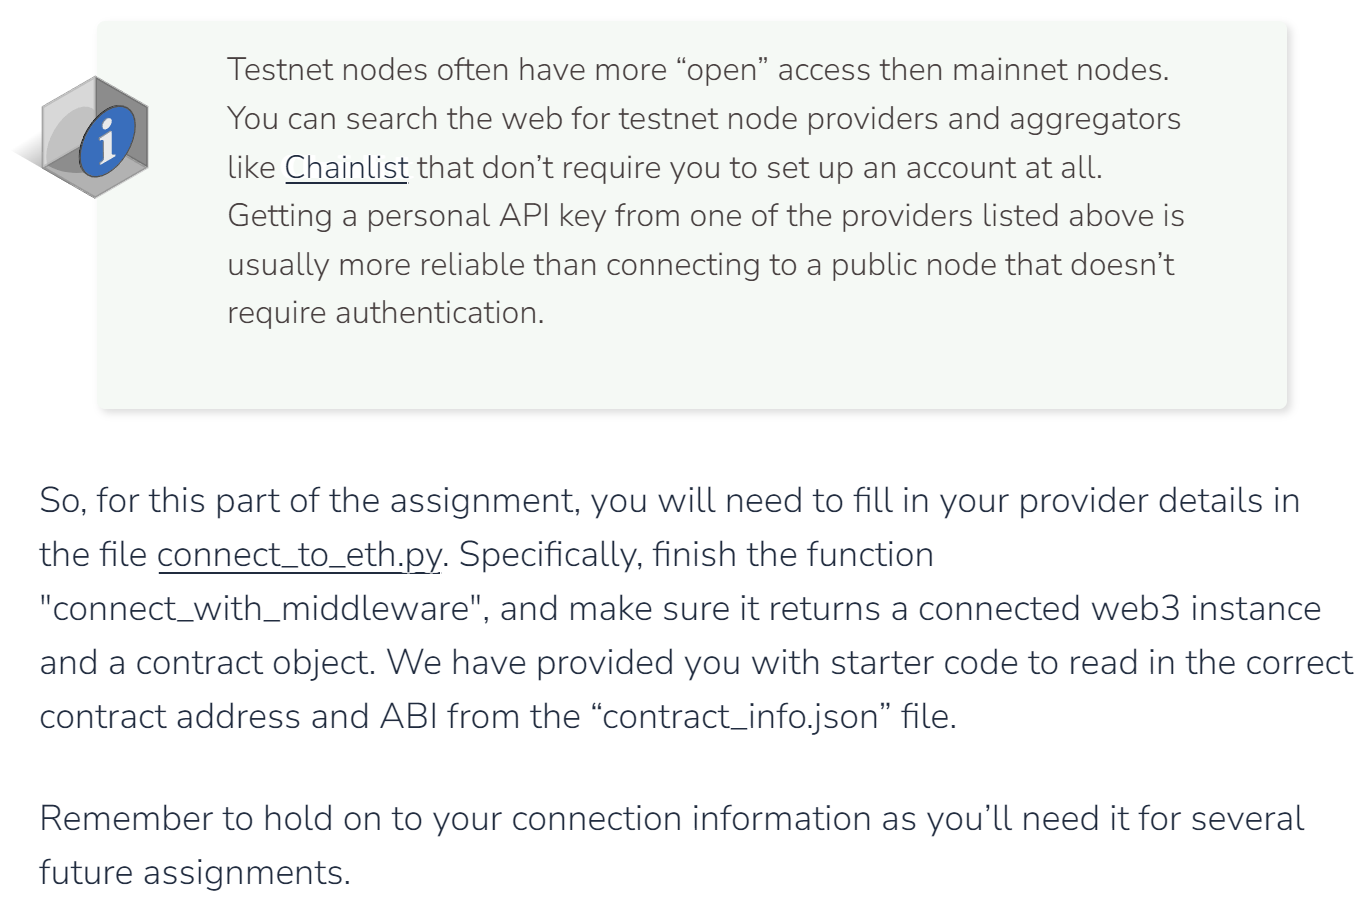 Testnet nodes often have more “open” access then mainnet nodes.
You can search the web for testnet node providers and aggregators
like Chainlist that don’t require you to set up an account at all.
Getting a personal API key from one of the providers listed above is
usually more reliable than connecting to a public node that doesn’t
require authentication.
So, for this part of the assignment, you will need to fill in your provider details in
the file connect_to_eth.py. Specifically, finish the function
"connect_with_middleware", and make sure it returns a connected web3 instance
and a contract object. We have provided you with starter code to read in the correct
contract address and ABI from the “contract_info.json” file.
Remember to hold on to your connection information as you’ll need it for several
future assignments.